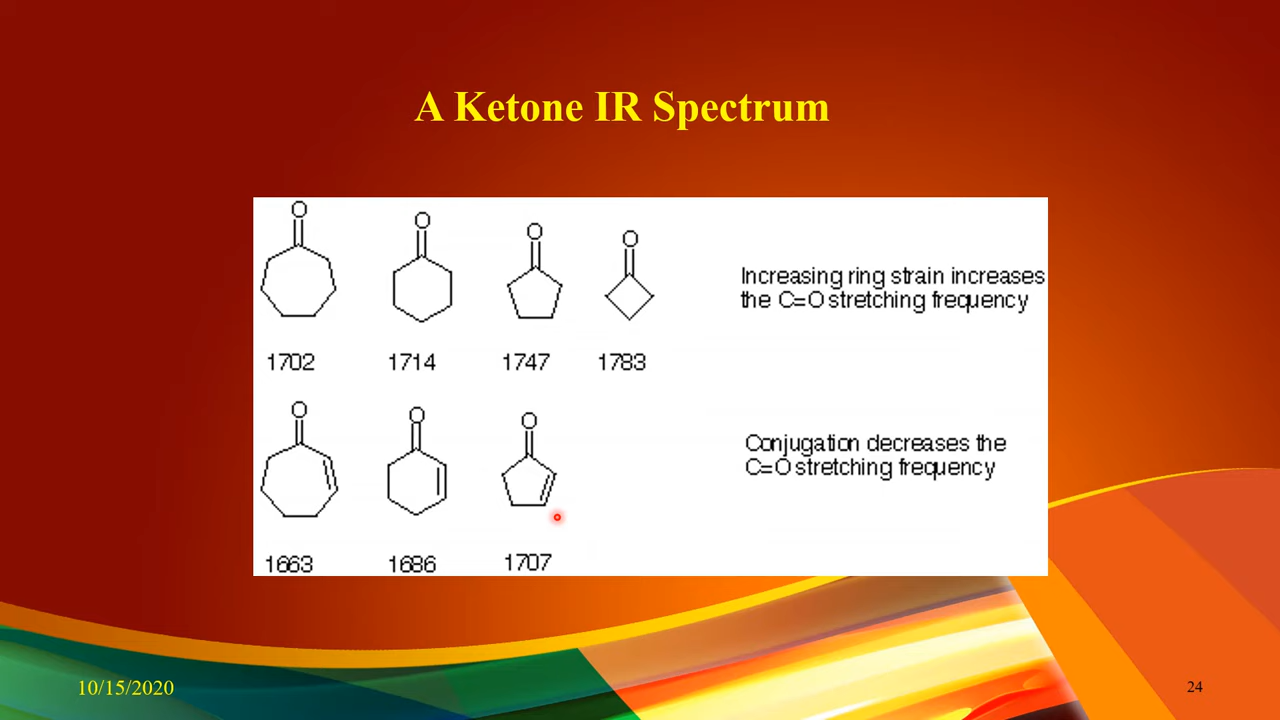 A Ketone IR Spectrum
O O O O
Increasing ring strain increases
the C=O stretching frequency
1702 1714 1747 1783
O O O
Conjugation decreases the
C=O stretching frequency
1663 1686 1707
10/15/2020
24